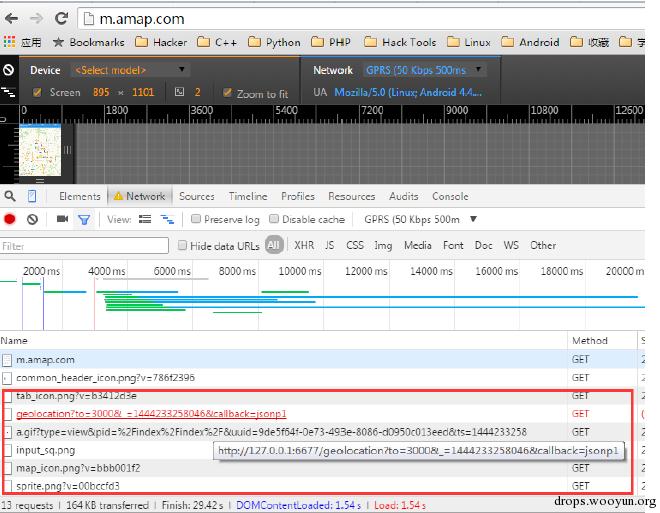 m.amap.com
应用 Bookmarks Hacker C++ Python PHP Hack Tools Linux Android 收藏
Device <Select model> Network GPRS (50 Kbps 500ms
Screen 895 × 1101 2 Zoom to fit UA Mozilla/5.0 (Linux; Android 4.4....
0 1800 3600 5400 7200 9000 10800 12600
Elements Network Sources Timeline Profiles Resources Audits Console
View: Preserve log Disable cache GPRS (50 Kbps 500m
Filter Hide data URLs All XHR JS CSS Img Media Font Doc WS Other
2000 ms 4000 ms 6000 ms 8000 ms 10000 ms 12000 ms 14000 ms 16000 ms 18000 ms 20000
Name Method S
m.amap.com GET 2
common_header_icon.png?v=786f2396 GET 2
tab_icon.png?v=b3412d3e GET 2
geolocation?to=3000&_=1444233258046&callback=jsonp1 GET (
a.gif?type=view&pid=%2Findex%2Findex%2F&uuid=9de5f64f-0e73-493e-8086-d0950c013eed&ts=1444233258 GET 2
input_sq.png
http://127.0.0.1:6677/geolocation?to=3000&_=1444233258046&callback=jsonp1
map_icon.png?v=bbb001f2 GET 2
sprite.png?v=00bccfd3 GET 2
13 requests | 164 KB transferred | Finish: 29.42 s | DOMContentLoaded: 1.54 s | Load: 1.54 s
drops.wooyun.org